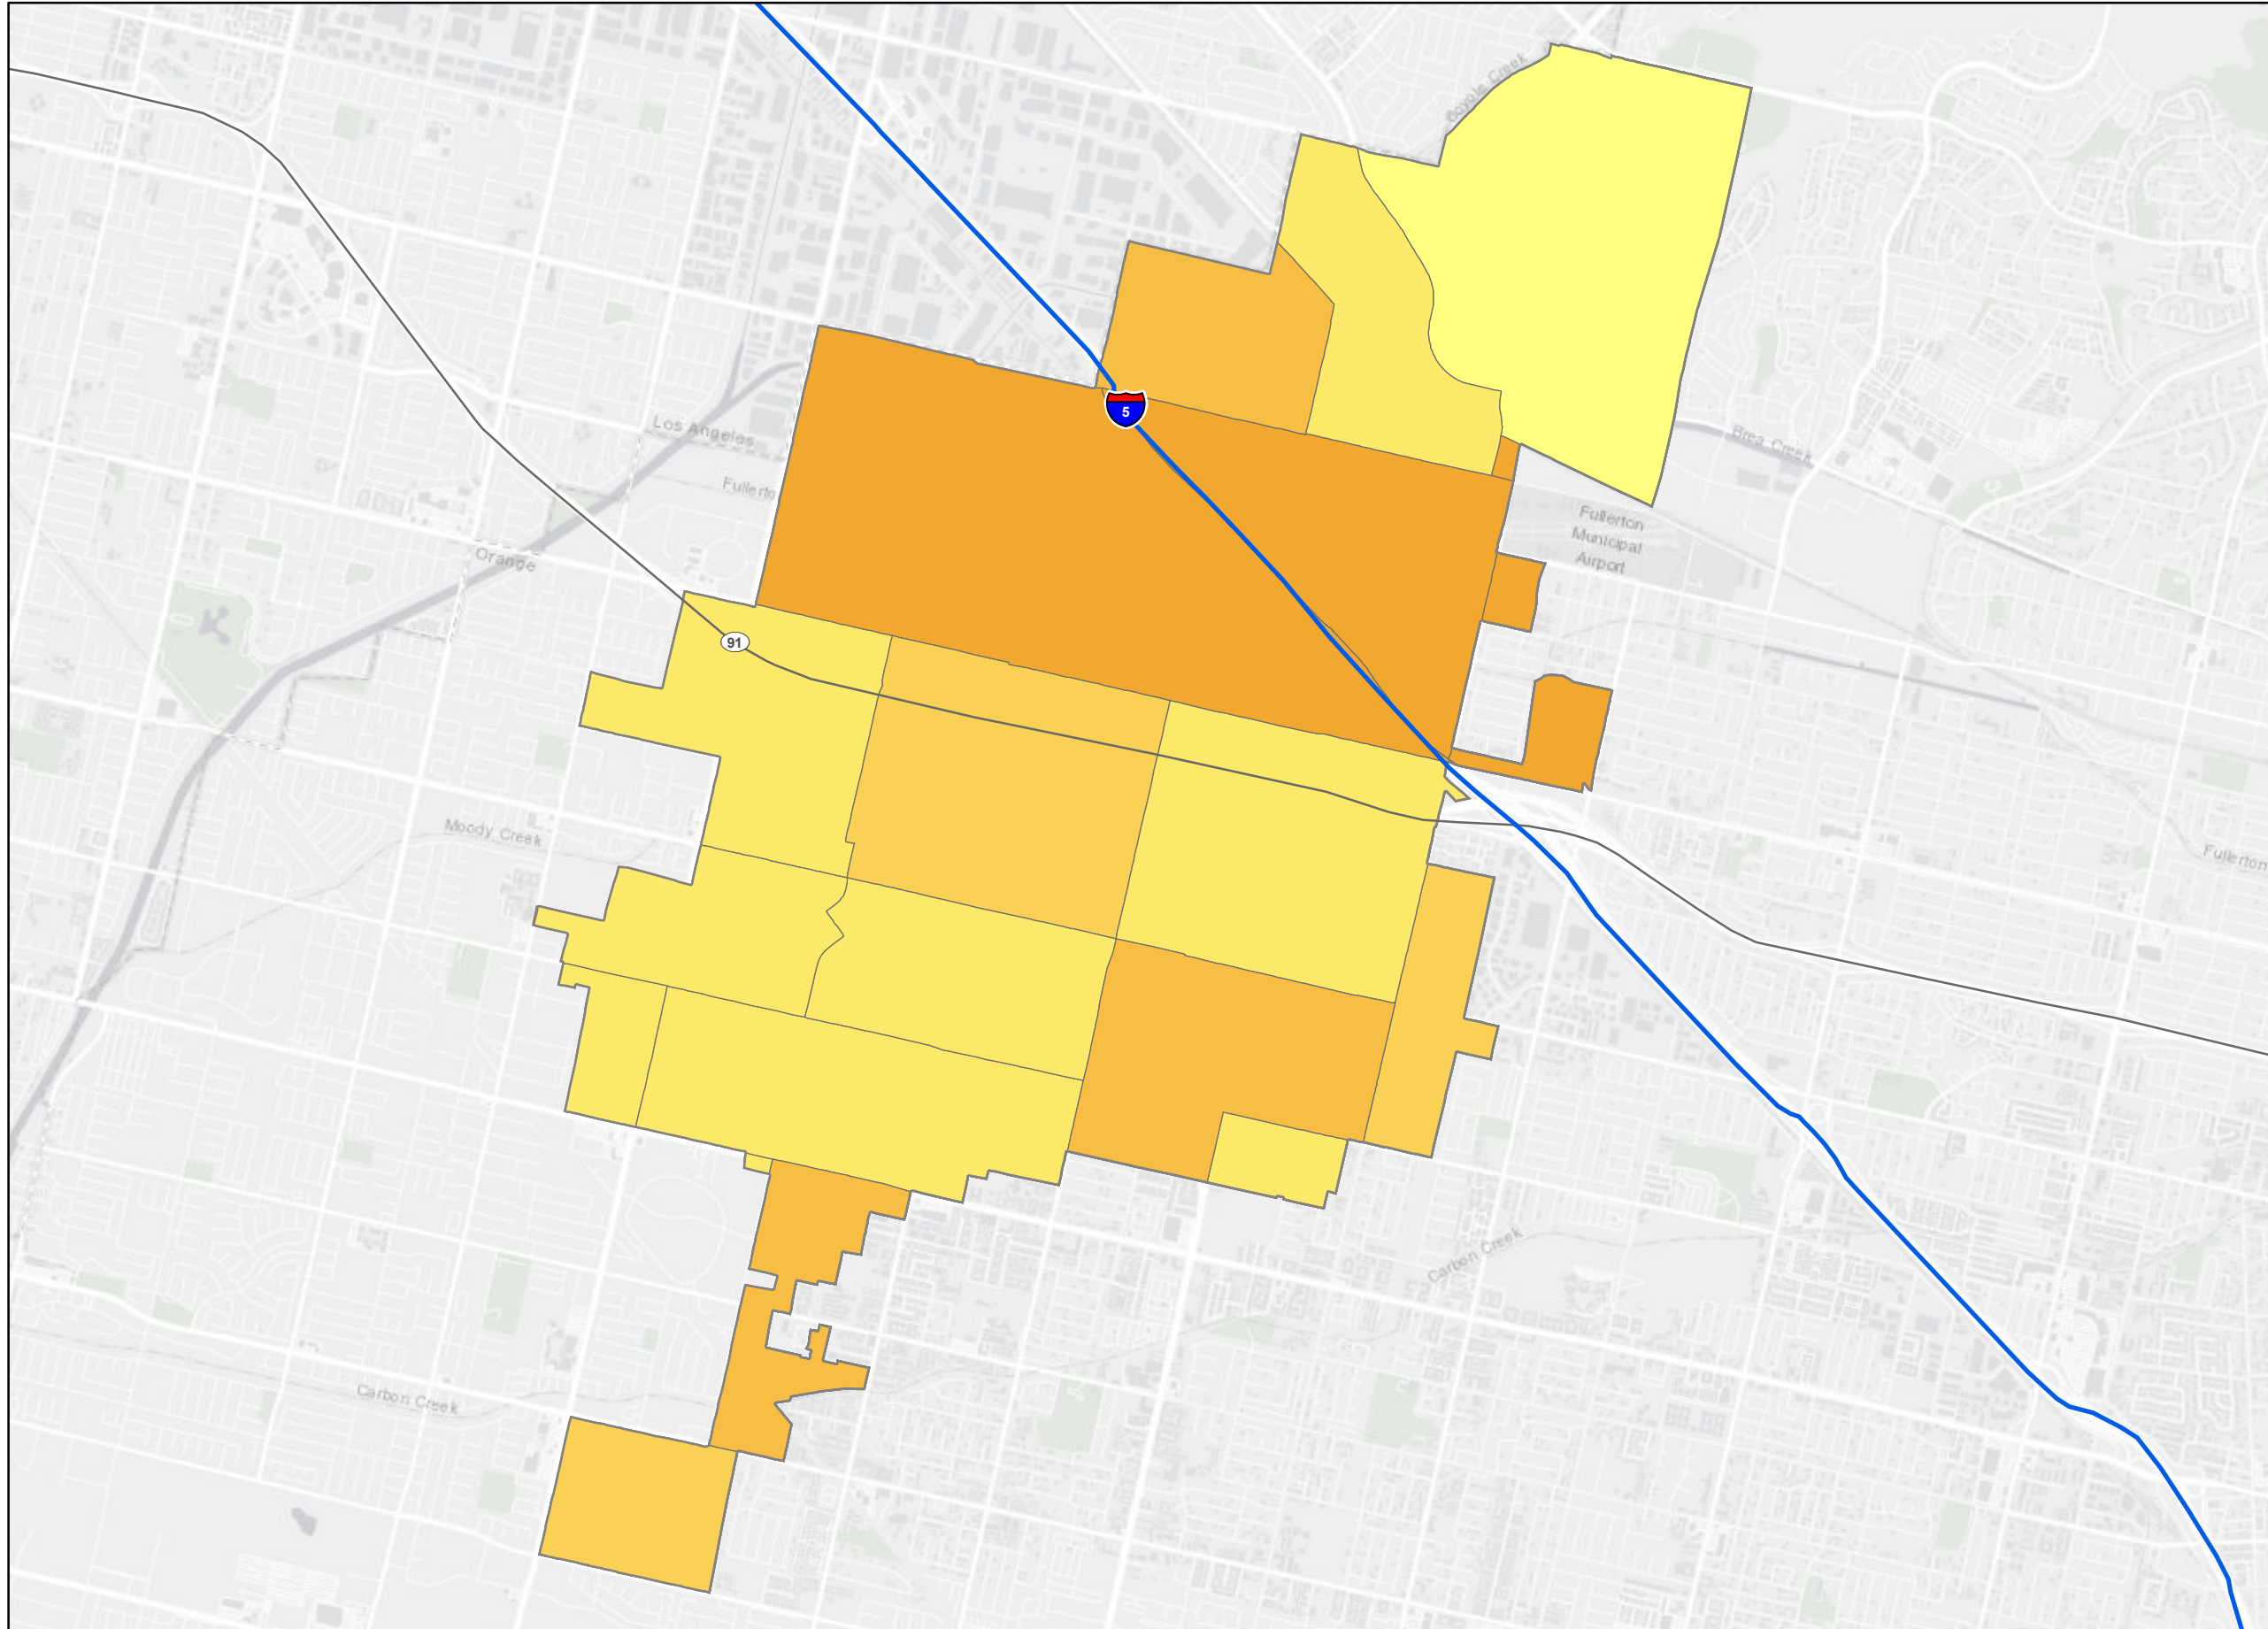 Coyote Creek
5
Los Angeles
Fullerto
Brea Creek
Fullerton
Municipal
Airport
Orange
91
Moody Creek
Fullerton
Carbon Creek
Carbon Creek